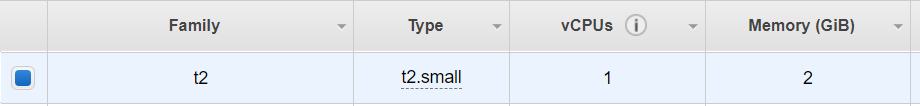 Family Type vCPUs i Memory (GiB)
t2 t2.small 1 2